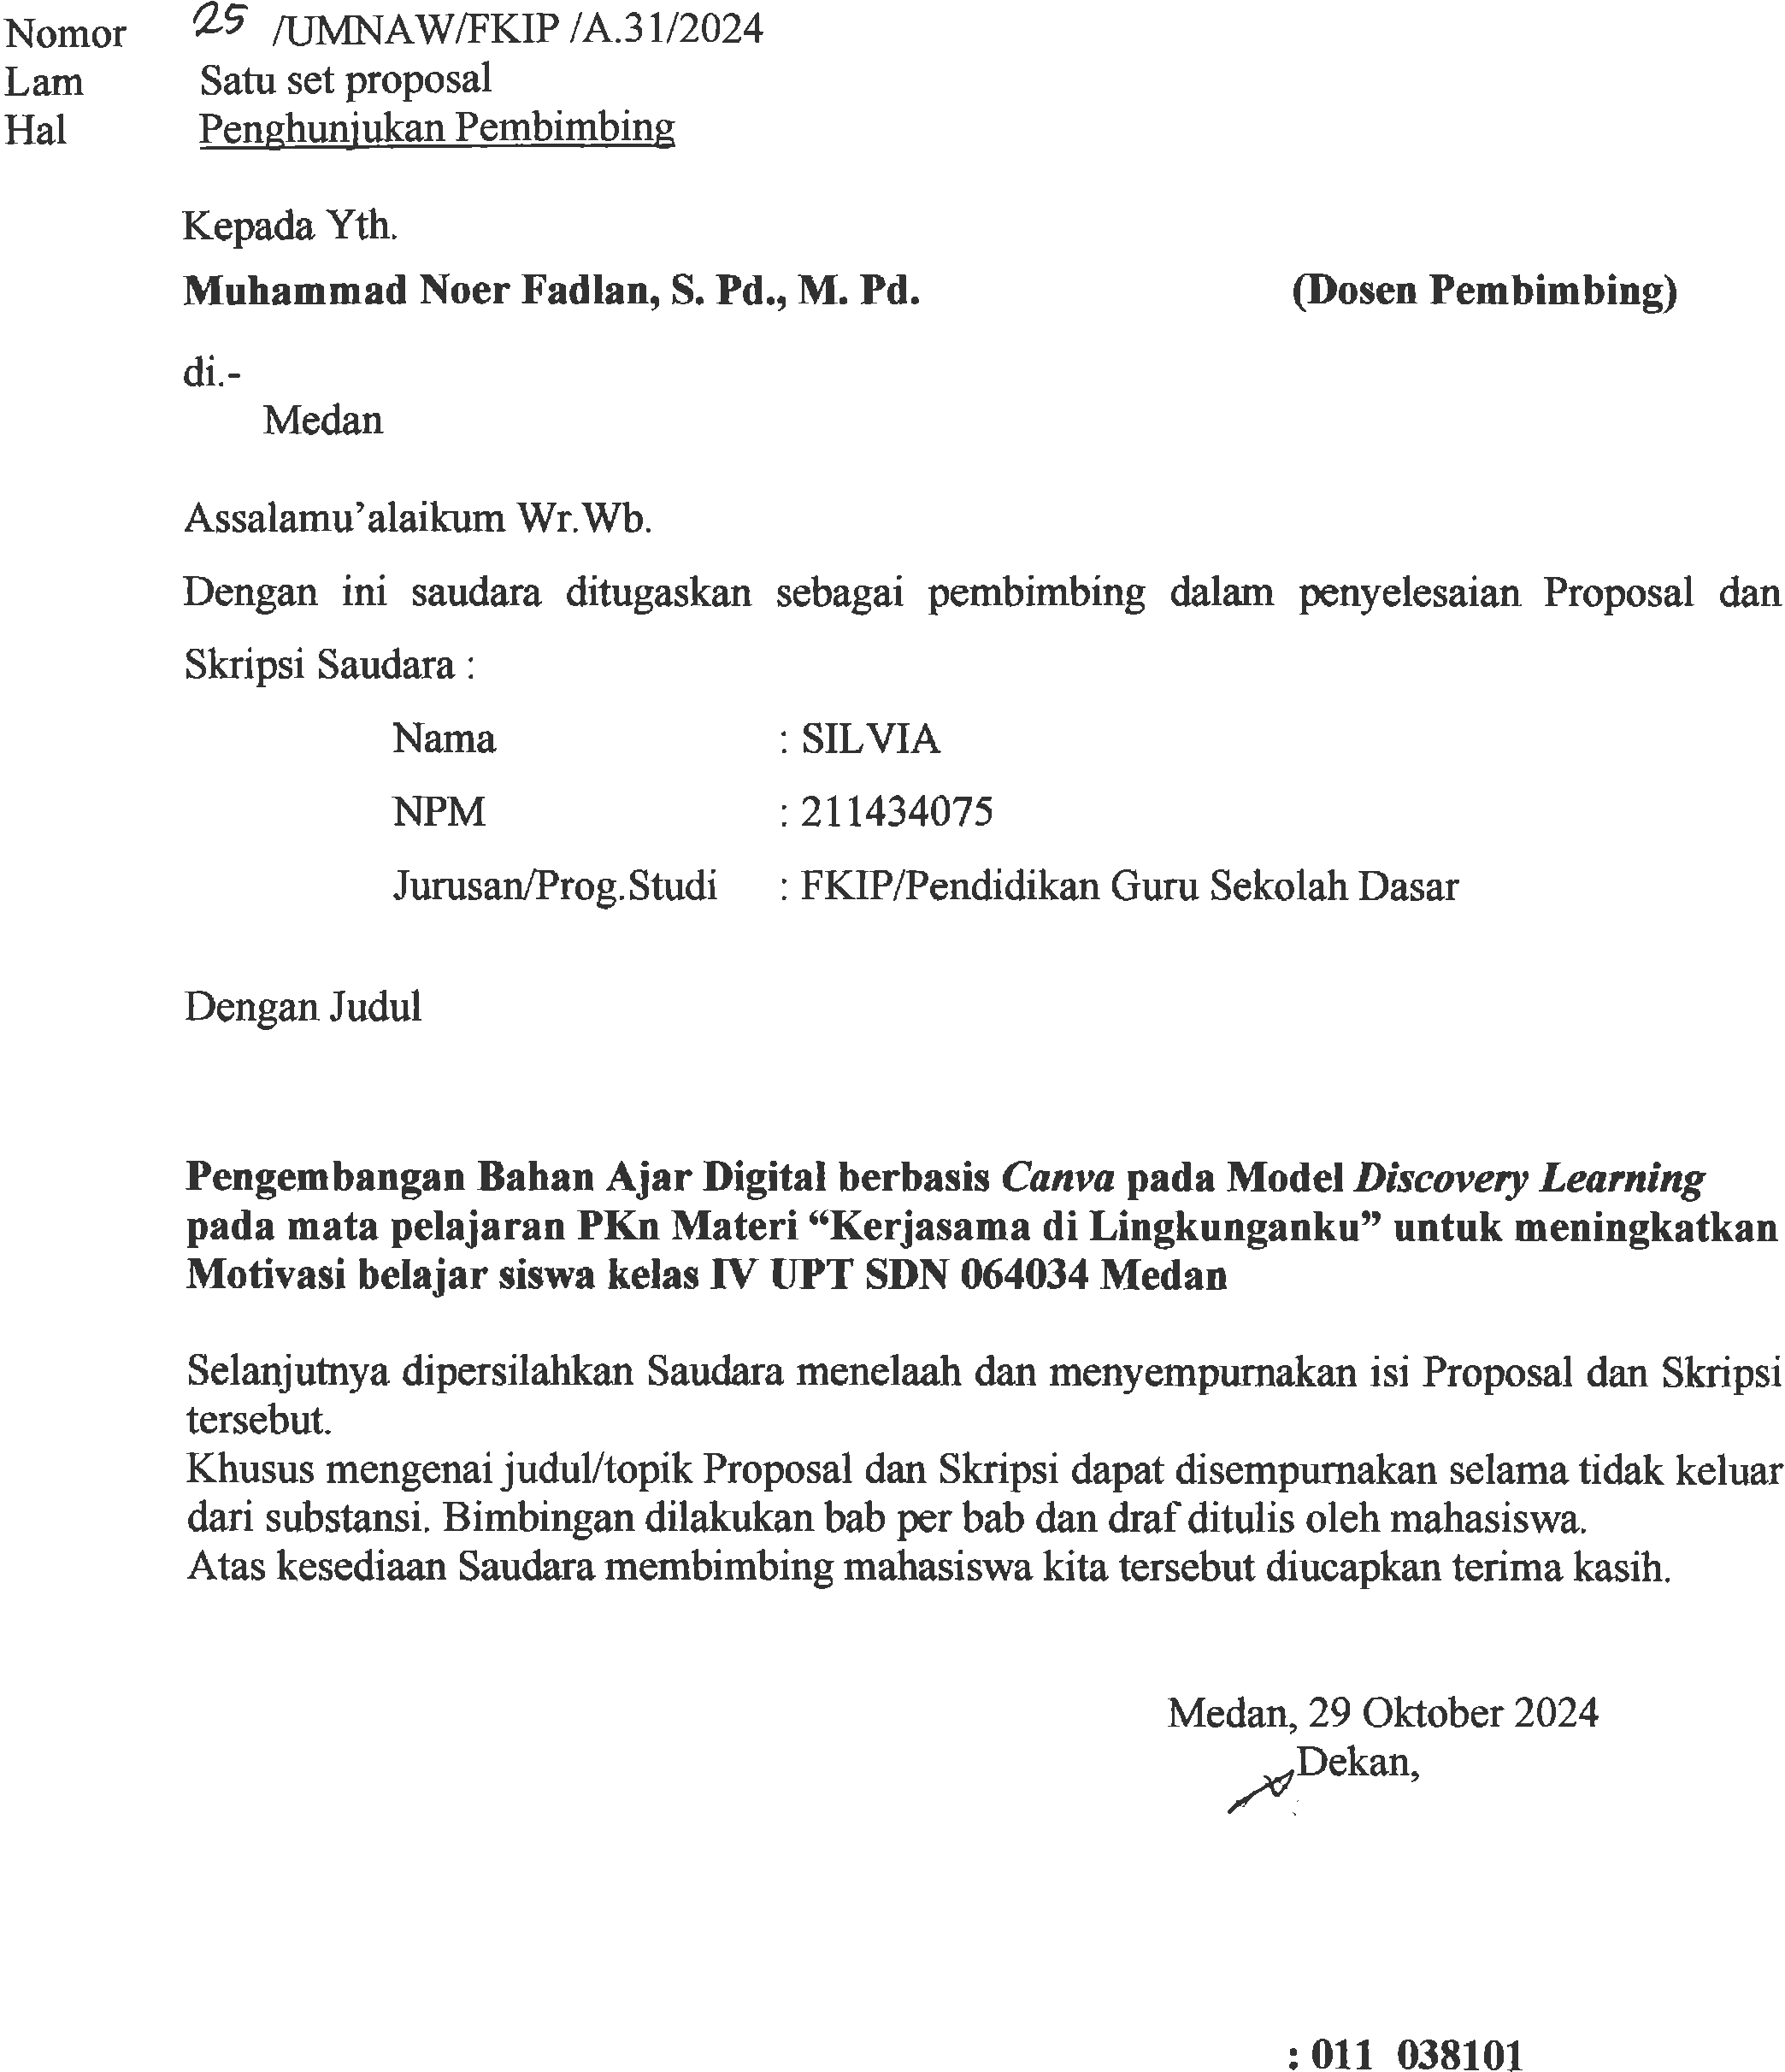 Nomor 25 /UMNAW/FKIP /A.31/2024
Lam Satu set proposal
Hal Penghunjukan Pembimbing
Kepada Yth.
Muhammad Noer Fadlan, S. Pd., M. Pd. (Dosen Pembimbing)
di.-
Medan
Assalamu’alaikum Wr.Wb.
Dengan ini saudara ditugaskan sebagai pembimbing dalam penyelesaian Proposal dan
Skripsi Saudara :
Nama : SILVIA
NPM : 211434075
Jurusan/Prog.Studi : FKIP/Pendidikan Guru Sekolah Dasar
Dengan Judul
Pengembangan Bahan Ajar Digital berbasis Canva pada Model Discovery Learning
pada mata pelajaran PKn Materi “Kerjasama di Lingkunganku” untuk meningkatkan
Motivasi belajar siswa kelas IV UPT SDN 064034 Medan
Selanjutnya dipersilahkan Saudara menelaah dan menyempurnakan isi Proposal dan Skripsi
tersebut.
Khusus mengenai judul/topik Proposal dan Skripsi dapat disempurnakan selama tidak keluar
dari substansi. Bimbingan dilakukan bab per bab dan draf ditulis oleh mahasiswa.
Atas kesediaan Saudara membimbing mahasiswa kita tersebut diucapkan terima kasih.
Medan, 29 Oktober 2024
Dekan,
: 011 038101